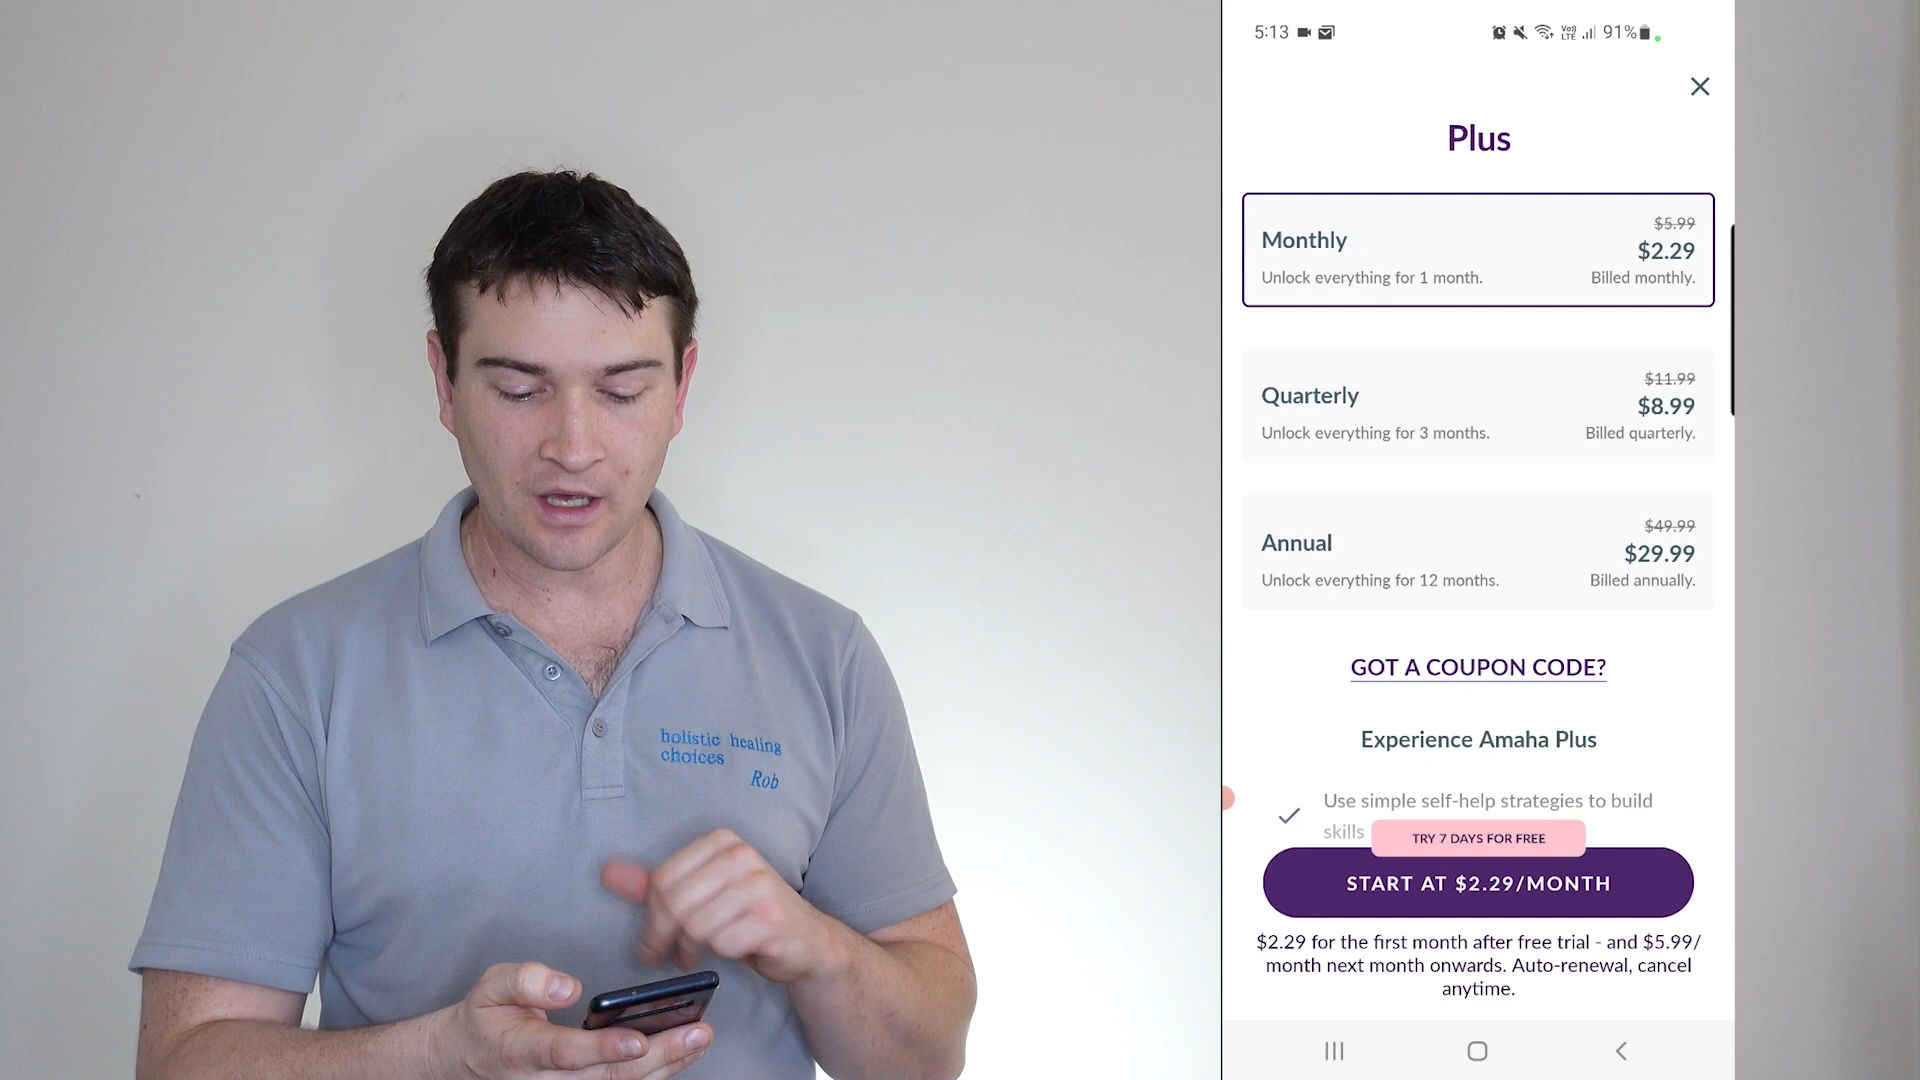 holistic healing
choices
Rob
5:13
Vo))
LTE
91%
Plus
Monthly
$5.99
$2.29
Unlock everything for 1 month.
Billed monthly.
Quarterly
$11.99
$8.99
Unlock everything for 3 months.
Billed quarterly.
Annual
$49.99
$29.99
Unlock everything for 12 months.
Billed annually.
GOT A COUPON CODE?
Experience Amaha Plus
Use simple self-help strategies to build
skills
TRY 7 DAYS FOR FREE
START AT $2.29/MONTH
$2.29 for the first month after free trial - and $5.99/
month next month onwards. Auto-renewal, cancel
anytime.